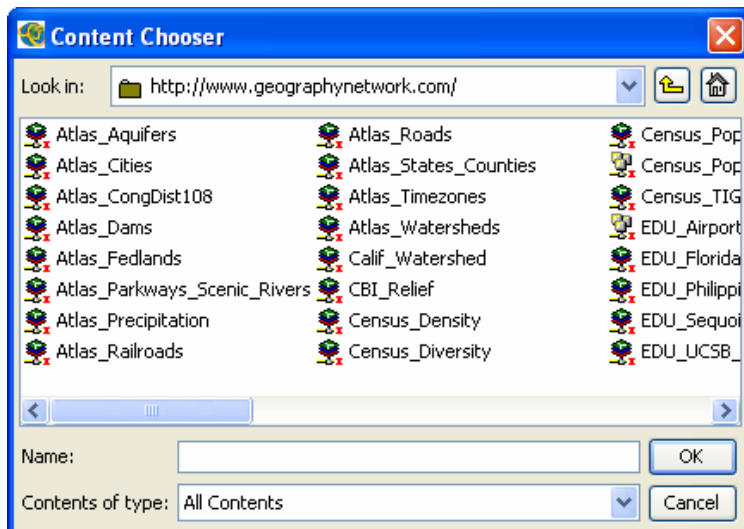 Content Chooser
Look in: http://www.geographynetwork.com/
Atlas_Aquifers Atlas_Roads Census_Pop
Atlas_Cities Atlas_States_Counties Census_Pop
Atlas_CongDist108 Atlas_Timezones Census_TIG
Atlas_Dams Atlas_Watersheds EDU_Airport
Atlas_Fedlands Calif_Watershed EDU_Florida
Atlas_Parkways_Scenic_Rivers CBI_Relief EDU_Philippi
Atlas_Precipitation Census_Density EDU_Sequoi
Atlas_Railroads Census_Diversity EDU_UCSB_
Name: OK
Contents of type: All Contents Cancel